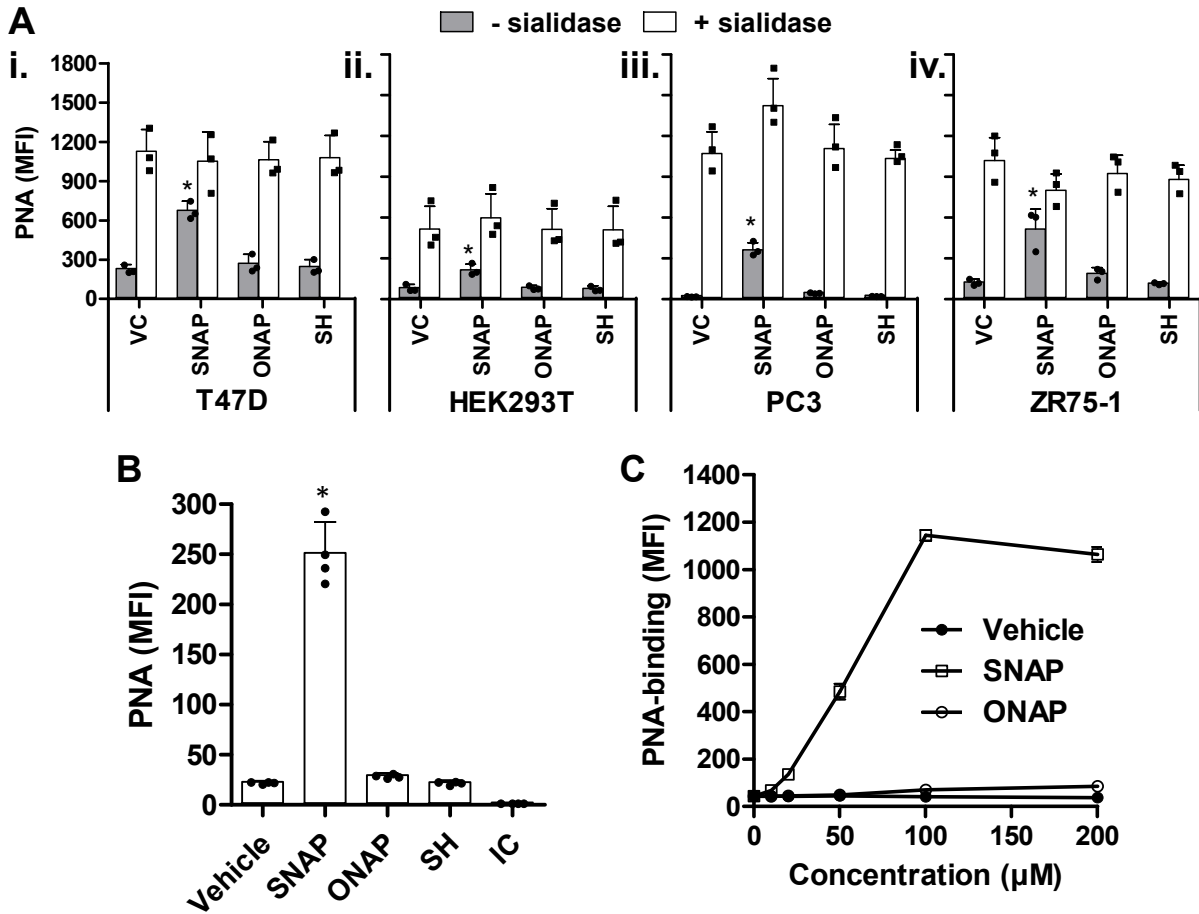 A
- sialidase + sialidase
i. ii. iii. iv.
PNA (MFI)
1800
1500
1200
900
600
300
0
* * * *
VC SNAP ONAP SH VC SNAP ONAP SH VC SNAP ONAP SH VC SNAP ONAP SH
T47D HEK293T PC3 ZR75-1
B
PNA (MFI)
300
250
200
150
100
50
0
*
Vehicle SNAP ONAP SH IC
C
PNA-binding (MFI)
1400
1200
1000
800
600
400
200
0
Vehicle
SNAP
ONAP
0 50 100 150 200
Concentration (µM)